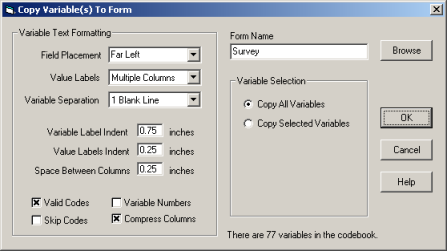 Copy Variable(s) To Form
Variable Text Formatting
Field Placement Far Left
Value Labels Multiple Columns
Variable Separation 1 Blank Line
Variable Label Indent 0.75 inches
Value Labels Indent 0.25 inches
Space Between Columns 0.25 inches
Valid Codes Variable Numbers
Skip Codes Compress Columns
Form Name
Survey
Browse
Variable Selection
Copy All Variables
Copy Selected Variables
OK
Cancel
Help
There are 77 variables in the codebook.